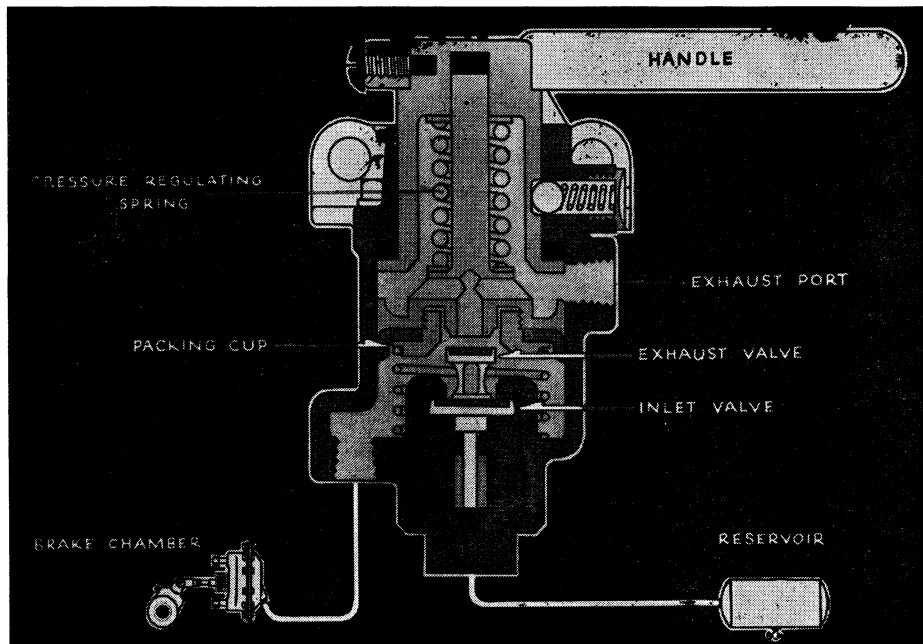 HANDLE
PRESSURE REGULATING
SPRING
EXHAUST PORT
PACKING CUP
EXHAUST VALVE
INLET VALVE
BRAKE CHAMBER
RESERVOIR